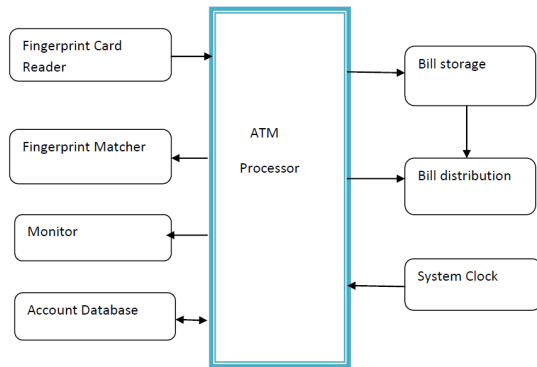 Fingerprint Card
Reader
Fingerprint Matcher
Monitor
Account Database
ATM
Processor
Bill storage
Bill distribution
System Clock